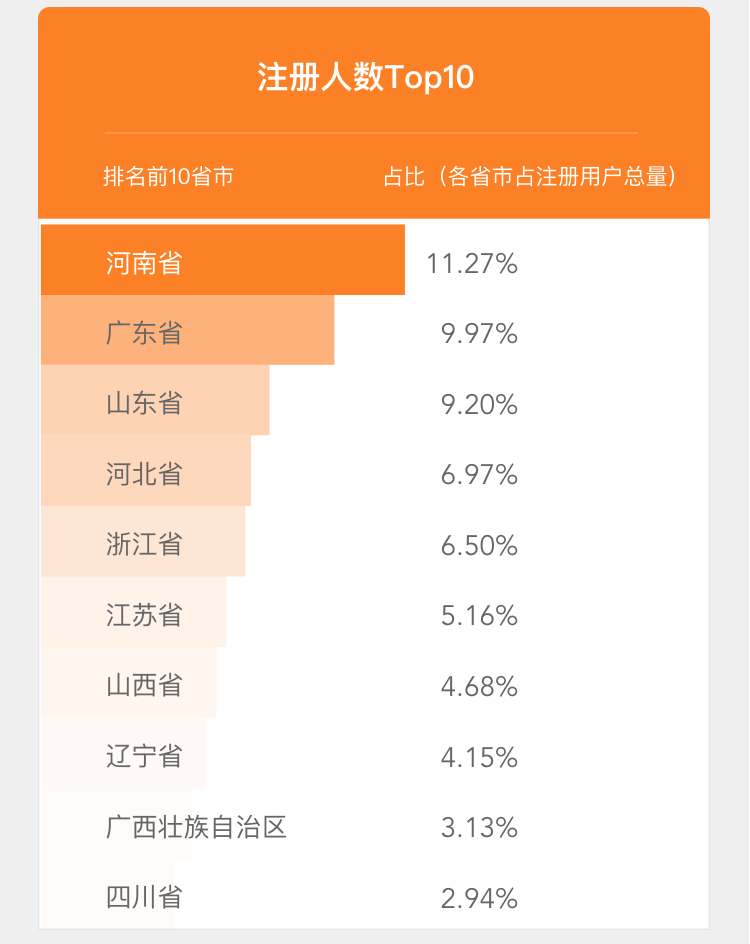 注册人数Top10
排名前10省市 占比（各省市占注册用户总量）
河南省 11.27%
广东省 9.97%
山东省 9.20%
河北省 6.97%
浙江省 6.50%
江苏省 5.16%
山西省 4.68%
辽宁省 4.15%
广西壮族自治区 3.13%
四川省 2.94%